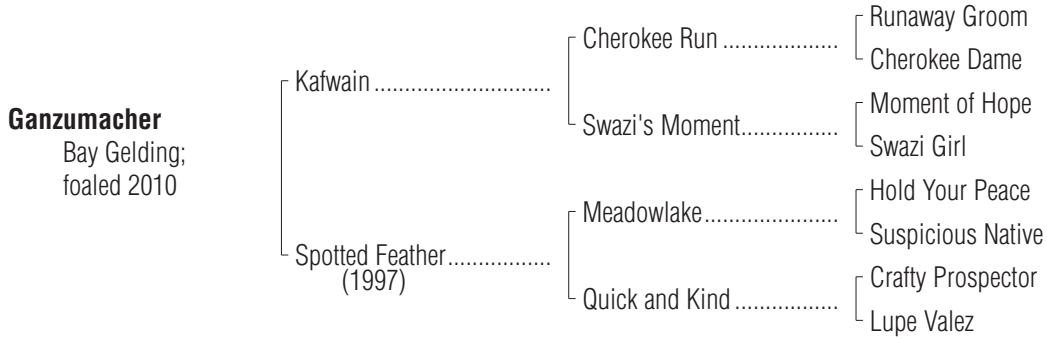 Ganzumacher
Bay Gelding;
foaled 2010
Kafwain ............................
Spotted Feather.................
(1997)
Cherokee Run ...................
Swazi's Moment................
Meadowlake......................
Quick and Kind .................
Runaway Groom
Cherokee Dame
Moment of Hope
Swazi Girl
Hold Your Peace
Suspicious Native
Crafty Prospector
Lupe Valez